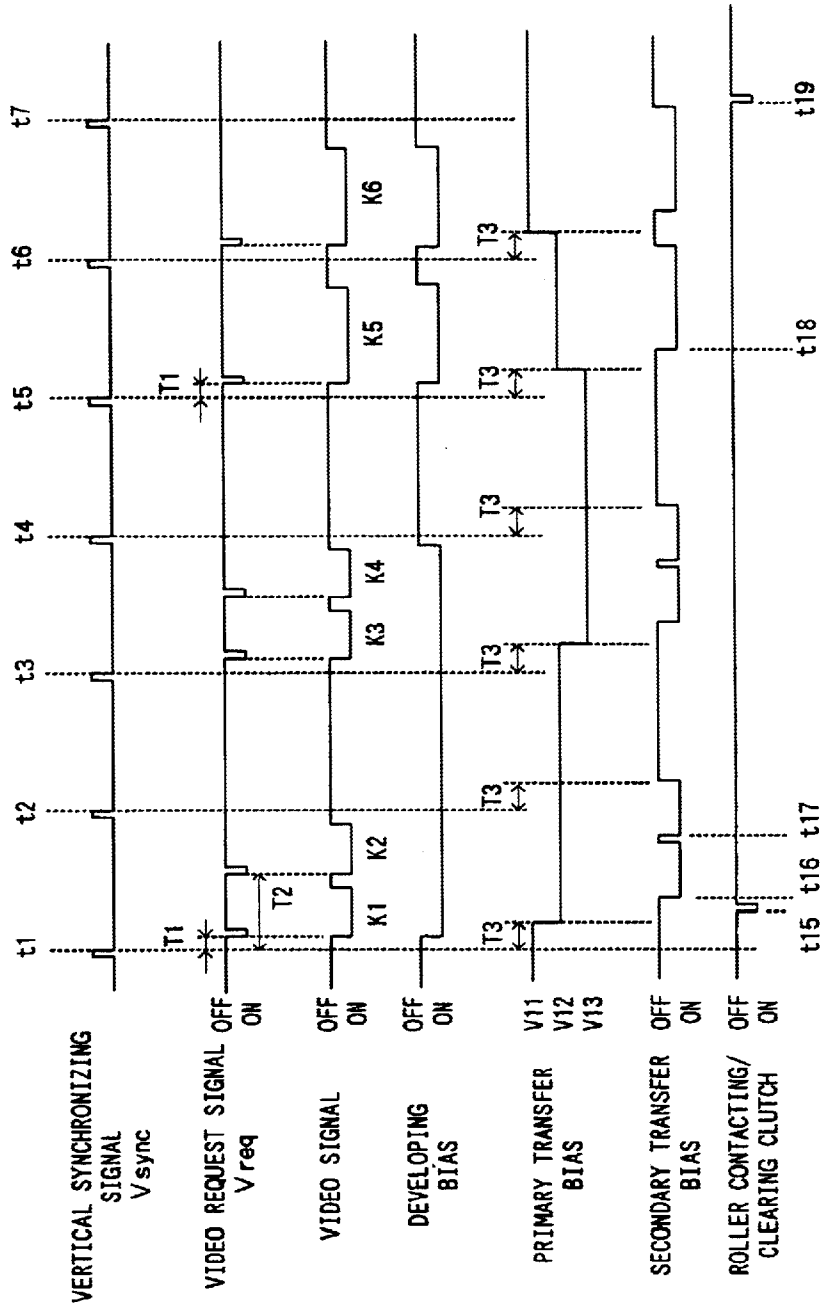 t1 t2 t3 t4 t5 t6 t7
VERTICAL SYNCHRONIZING
SIGNAL
Vsync
T1 T1
VIDEO REQUEST SIGNAL
Vreq
OFF
ON
T2
VIDEO SIGNAL
OFF
ON
K1 K2 K3 K4 K5 K6
DEVELOPING
BIAS
OFF
ON
T3 T3 T3 T3 T3 T3
PRIMARY TRANSFER
BIAS
V11
V12
V13
SECONDARY TRANSFER
BIAS
OFF
ON
ROLLER CONTACTING/
CLEARING CLUTCH
OFF
ON
t15 t16 t17 t18 t19